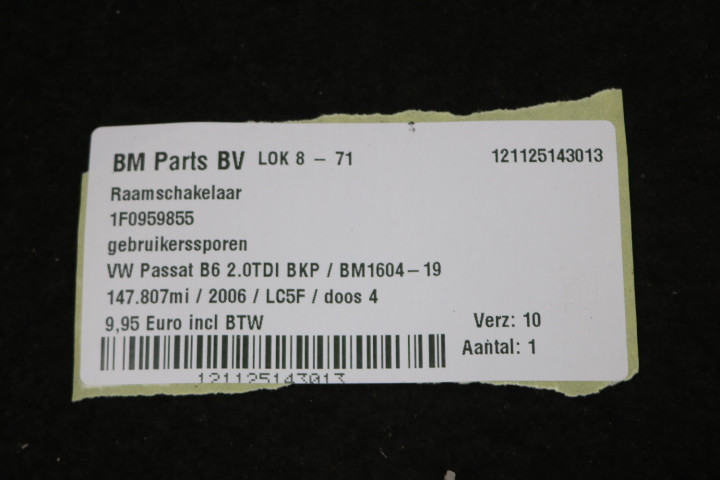 BM Parts BV LOK 8 - 71 121125143013
Raamschakelaar
1F0959855
gebruikerssporen
VW Passat B6 2.0TDI BKP / BM1604-19
147.807mi / 2006 / LC5F / doos 4
9,95 Euro incl BTW Verz: 10
Aantal: 1
121125143013